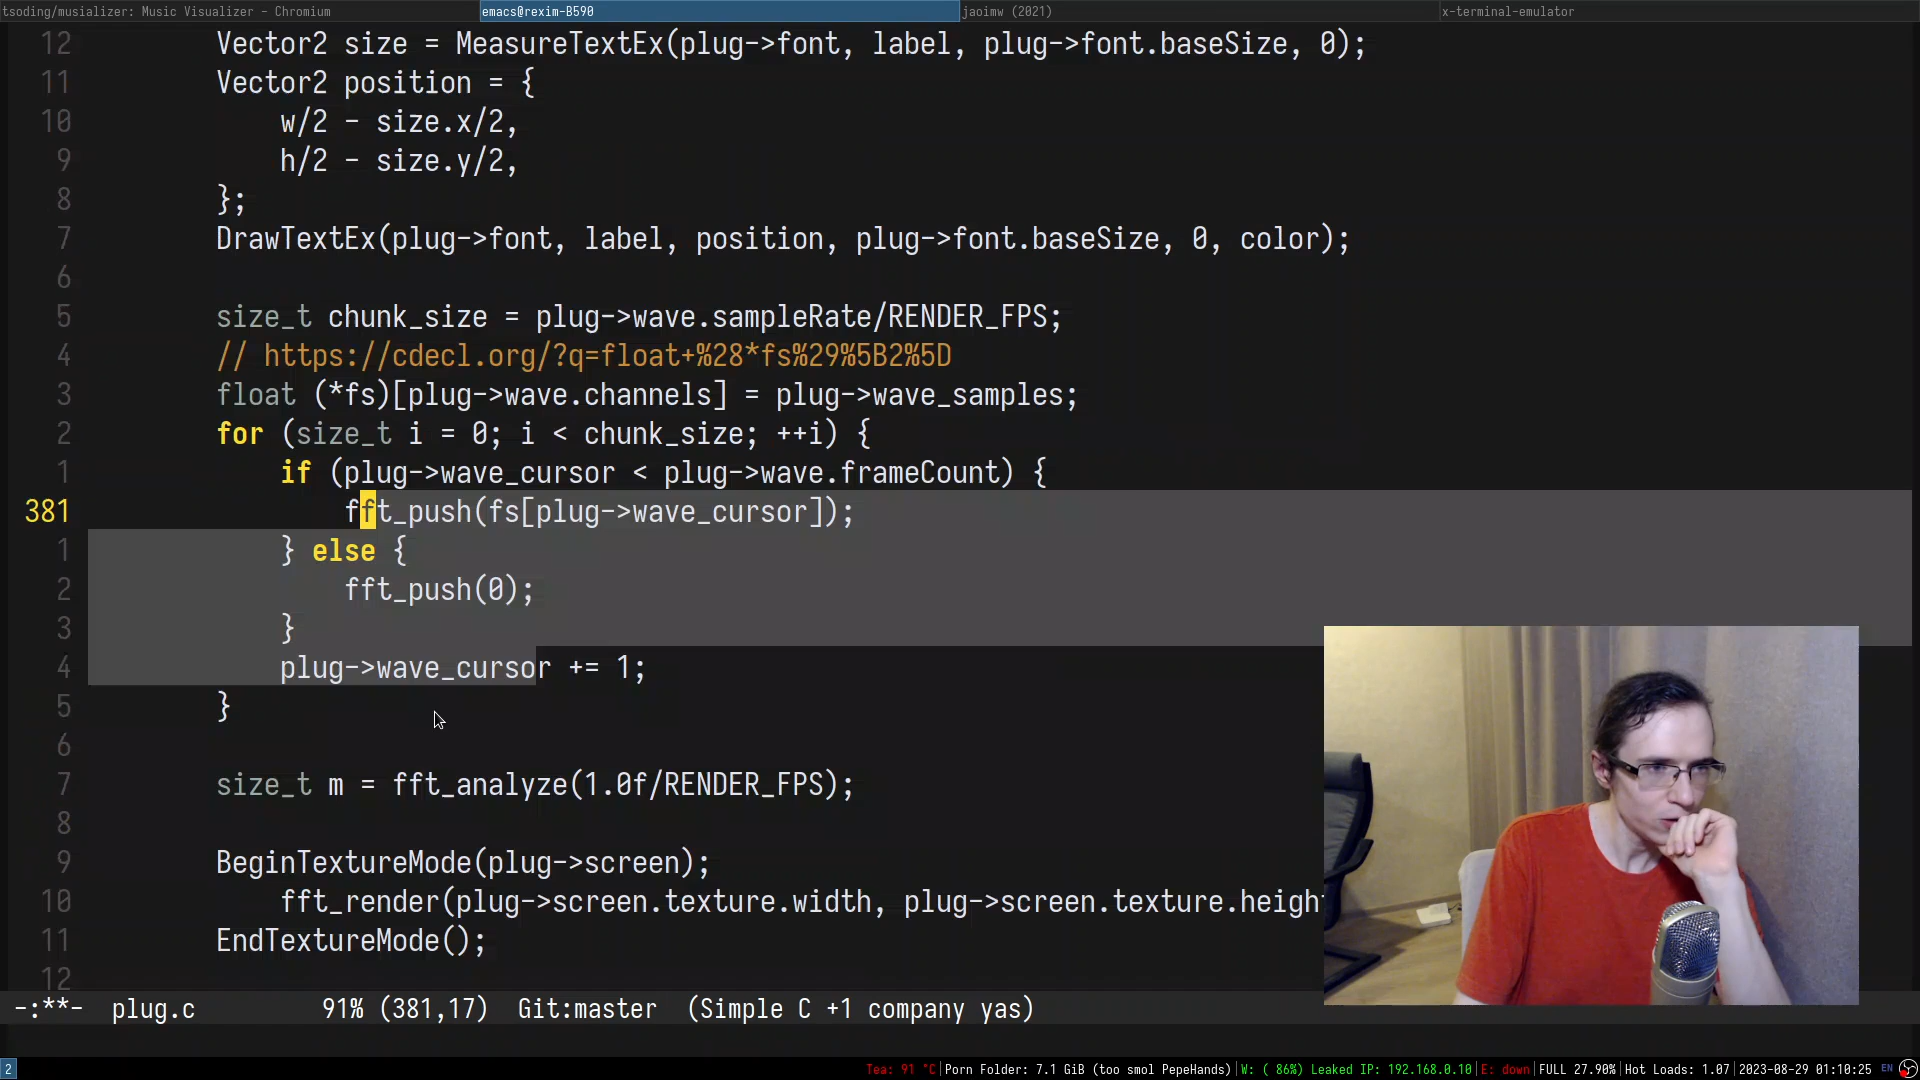 tsoding/musializer: Music Visualizer - Chromium
emacs@rexim-B590
jaoimw (2021)
x-terminal-emulator
12 Vector2 size = MeasureTextEx(plug->font, label, plug->font.baseSize, 0);
11 Vector2 position = {
10 w/2 - size.x/2,
9 h/2 - size.y/2,
8 };
7 DrawTextEx(plug->font, label, position, plug->font.baseSize, 0, color);
6
5 size_t chunk_size = plug->wave.sampleRate/RENDER_FPS;
4 // https://cdecl.org/?q=float+%28*fs%29%5B2%5D
3 float (*fs)[plug->wave.channels] = plug->wave_samples;
2 for (size_t i = 0; i < chunk_size; ++i) {
1 if (plug->wave_cursor < plug->wave.frameCount) {
381 fft_push(fs[plug->wave_cursor]);
1 } else {
2 fft_push(0);
3 }
4 plug->wave_cursor += 1;
5 }
6
7 size_t m = fft_analyze(1.0f/RENDER_FPS);
8
9 BeginTextureMode(plug->screen);
10 fft_render(plug->screen.texture.width, plug->screen.texture.heigh
11 EndTextureMode();
12
-:**- plug.c 91% (381,17) Git:master (Simple C +1 company yas)
2 Tea: 91 °C|Porn Folder: 7.1 GiB (too smol PepeHands)|W: ( 86%) Leaked IP: 192.168.0.10|E: down|FULL 27.90%|Hot Loads: 1.07|2023-08-29 01:10:25 EN